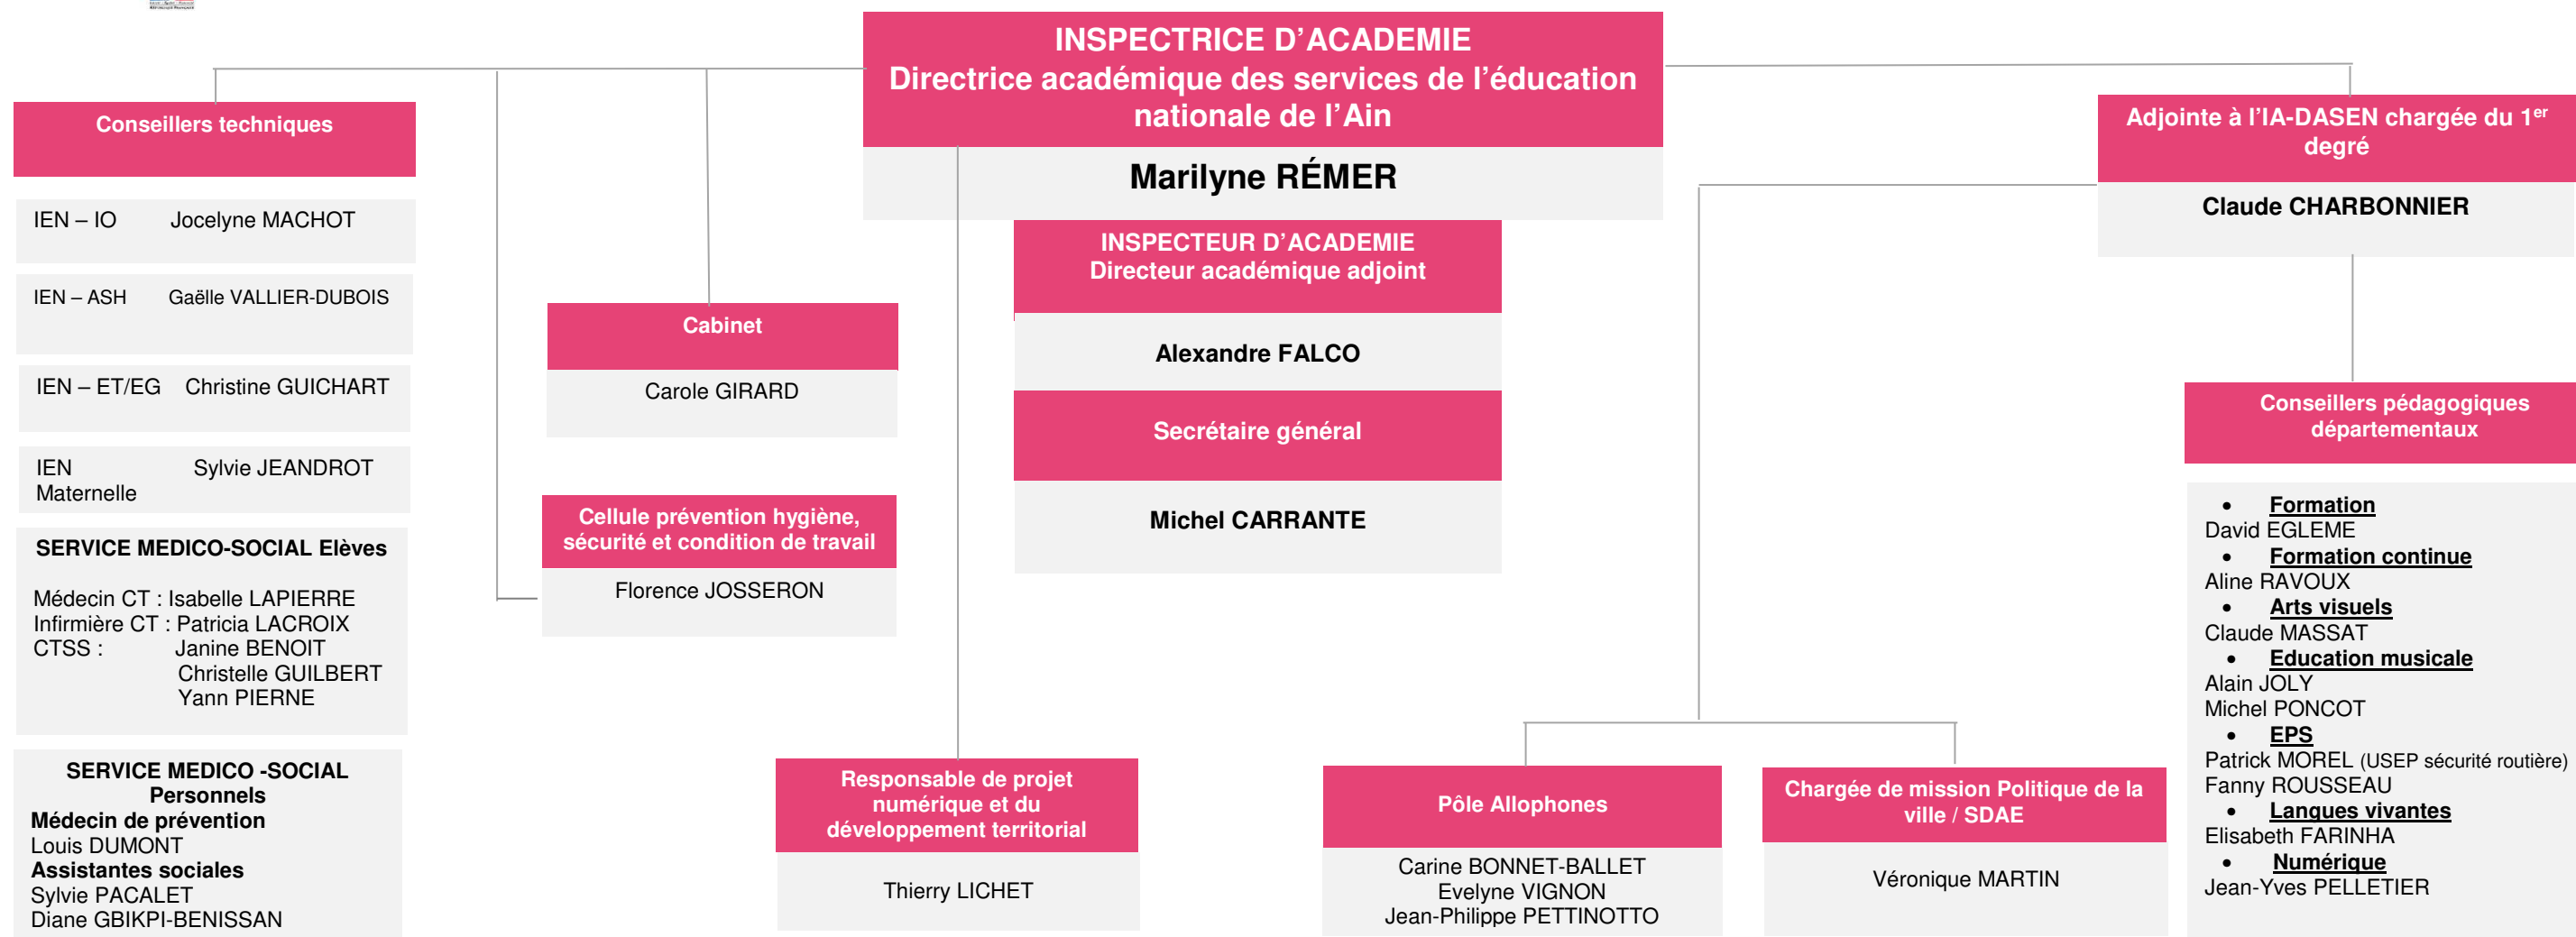 INSPECTRICE D’ACADEMIE
Directrice académique des services de l’éducation
nationale de l’Ain
Marilyne RÉMER
INSPECTEUR D’ACADEMIE
Directeur académique adjoint
Alexandre FALCO
Secrétaire général
Michel CARRANTE
Conseillers techniques
IEN – IO Jocelyne MACHOT
IEN – ASH Gaëlle VALLIER-DUBOIS
IEN – ET/EG Christine GUICHART
IEN Sylvie JEANDROT
Maternelle
SERVICE MEDICO-SOCIAL Elèves
Médecin CT : Isabelle LAPIERRE
Infirmière CT : Patricia LACROIX
CTSS : Janine BENOIT
Christelle GUILBERT
Yann PIERNE
SERVICE MEDICO -SOCIAL
Personnels
Médecin de prévention
Louis DUMONT
Assistantes sociales
Sylvie PACALET
Diane GBIKPI-BENISSAN
Cabinet
Carole GIRARD
Cellule prévention hygiène,
sécurité et condition de travail
Florence JOSSERON
Responsable de projet
numérique et du
développement territorial
Thierry LICHET
Adjointe à l’IA-DASEN chargée du 1er
degré
Claude CHARBONNIER
Pôle Allophones
Carine BONNET-BALLET
Evelyne VIGNON
Jean-Philippe PETTINOTTO
Chargée de mission Politique de la
ville / SDAE
Véronique MARTIN
Conseillers pédagogiques
départementaux
• Formation
David EGLEME
• Formation continue
Aline RAVOUX
• Arts visuels
Claude MASSAT
• Education musicale
Alain JOLY
Michel PONCOT
• EPS
Patrick MOREL (USEP sécurité routière)
Fanny ROUSSEAU
• Langues vivantes
Elisabeth FARINHA
• Numérique
Jean-Yves PELLETIER